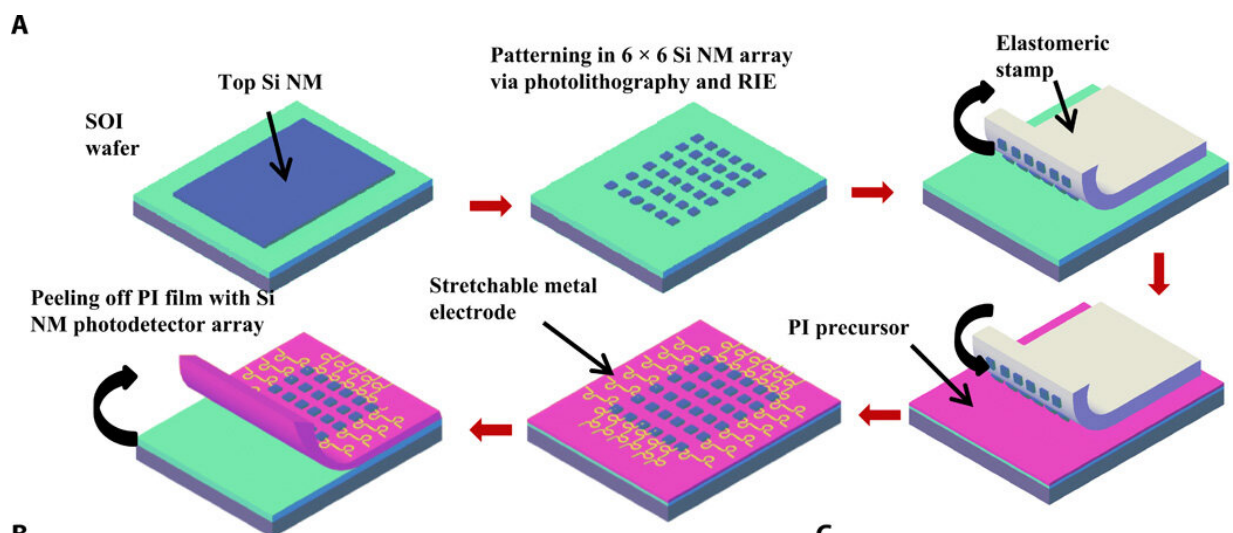 A
Top Si NM
SOI
wafer
Patterning in 6 × 6 Si NM array
via photolithography and RIE
Elastomeric
stamp
Peeling off PI film with Si
NM photodetector array
Stretchable metal
electrode
PI precursor
B
C